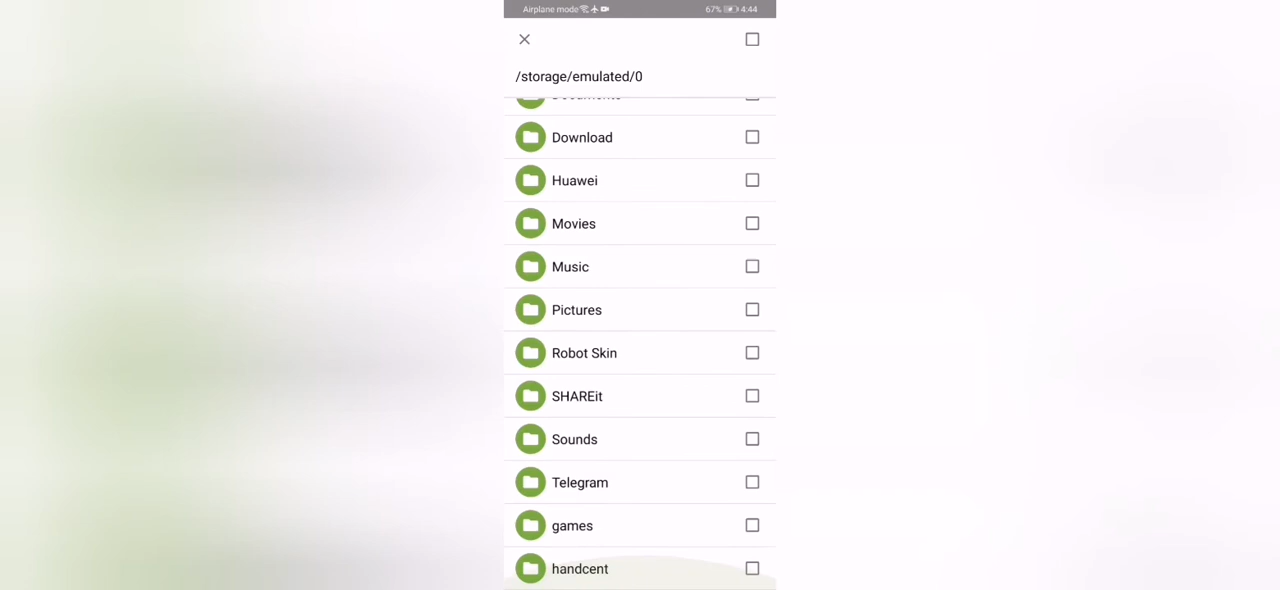 Airplane mode 67% 4:44
/storage/emulated/0
Download
Huawei
Movies
Music
Pictures
Robot Skin
SHAREit
Sounds
Telegram
games
handcent